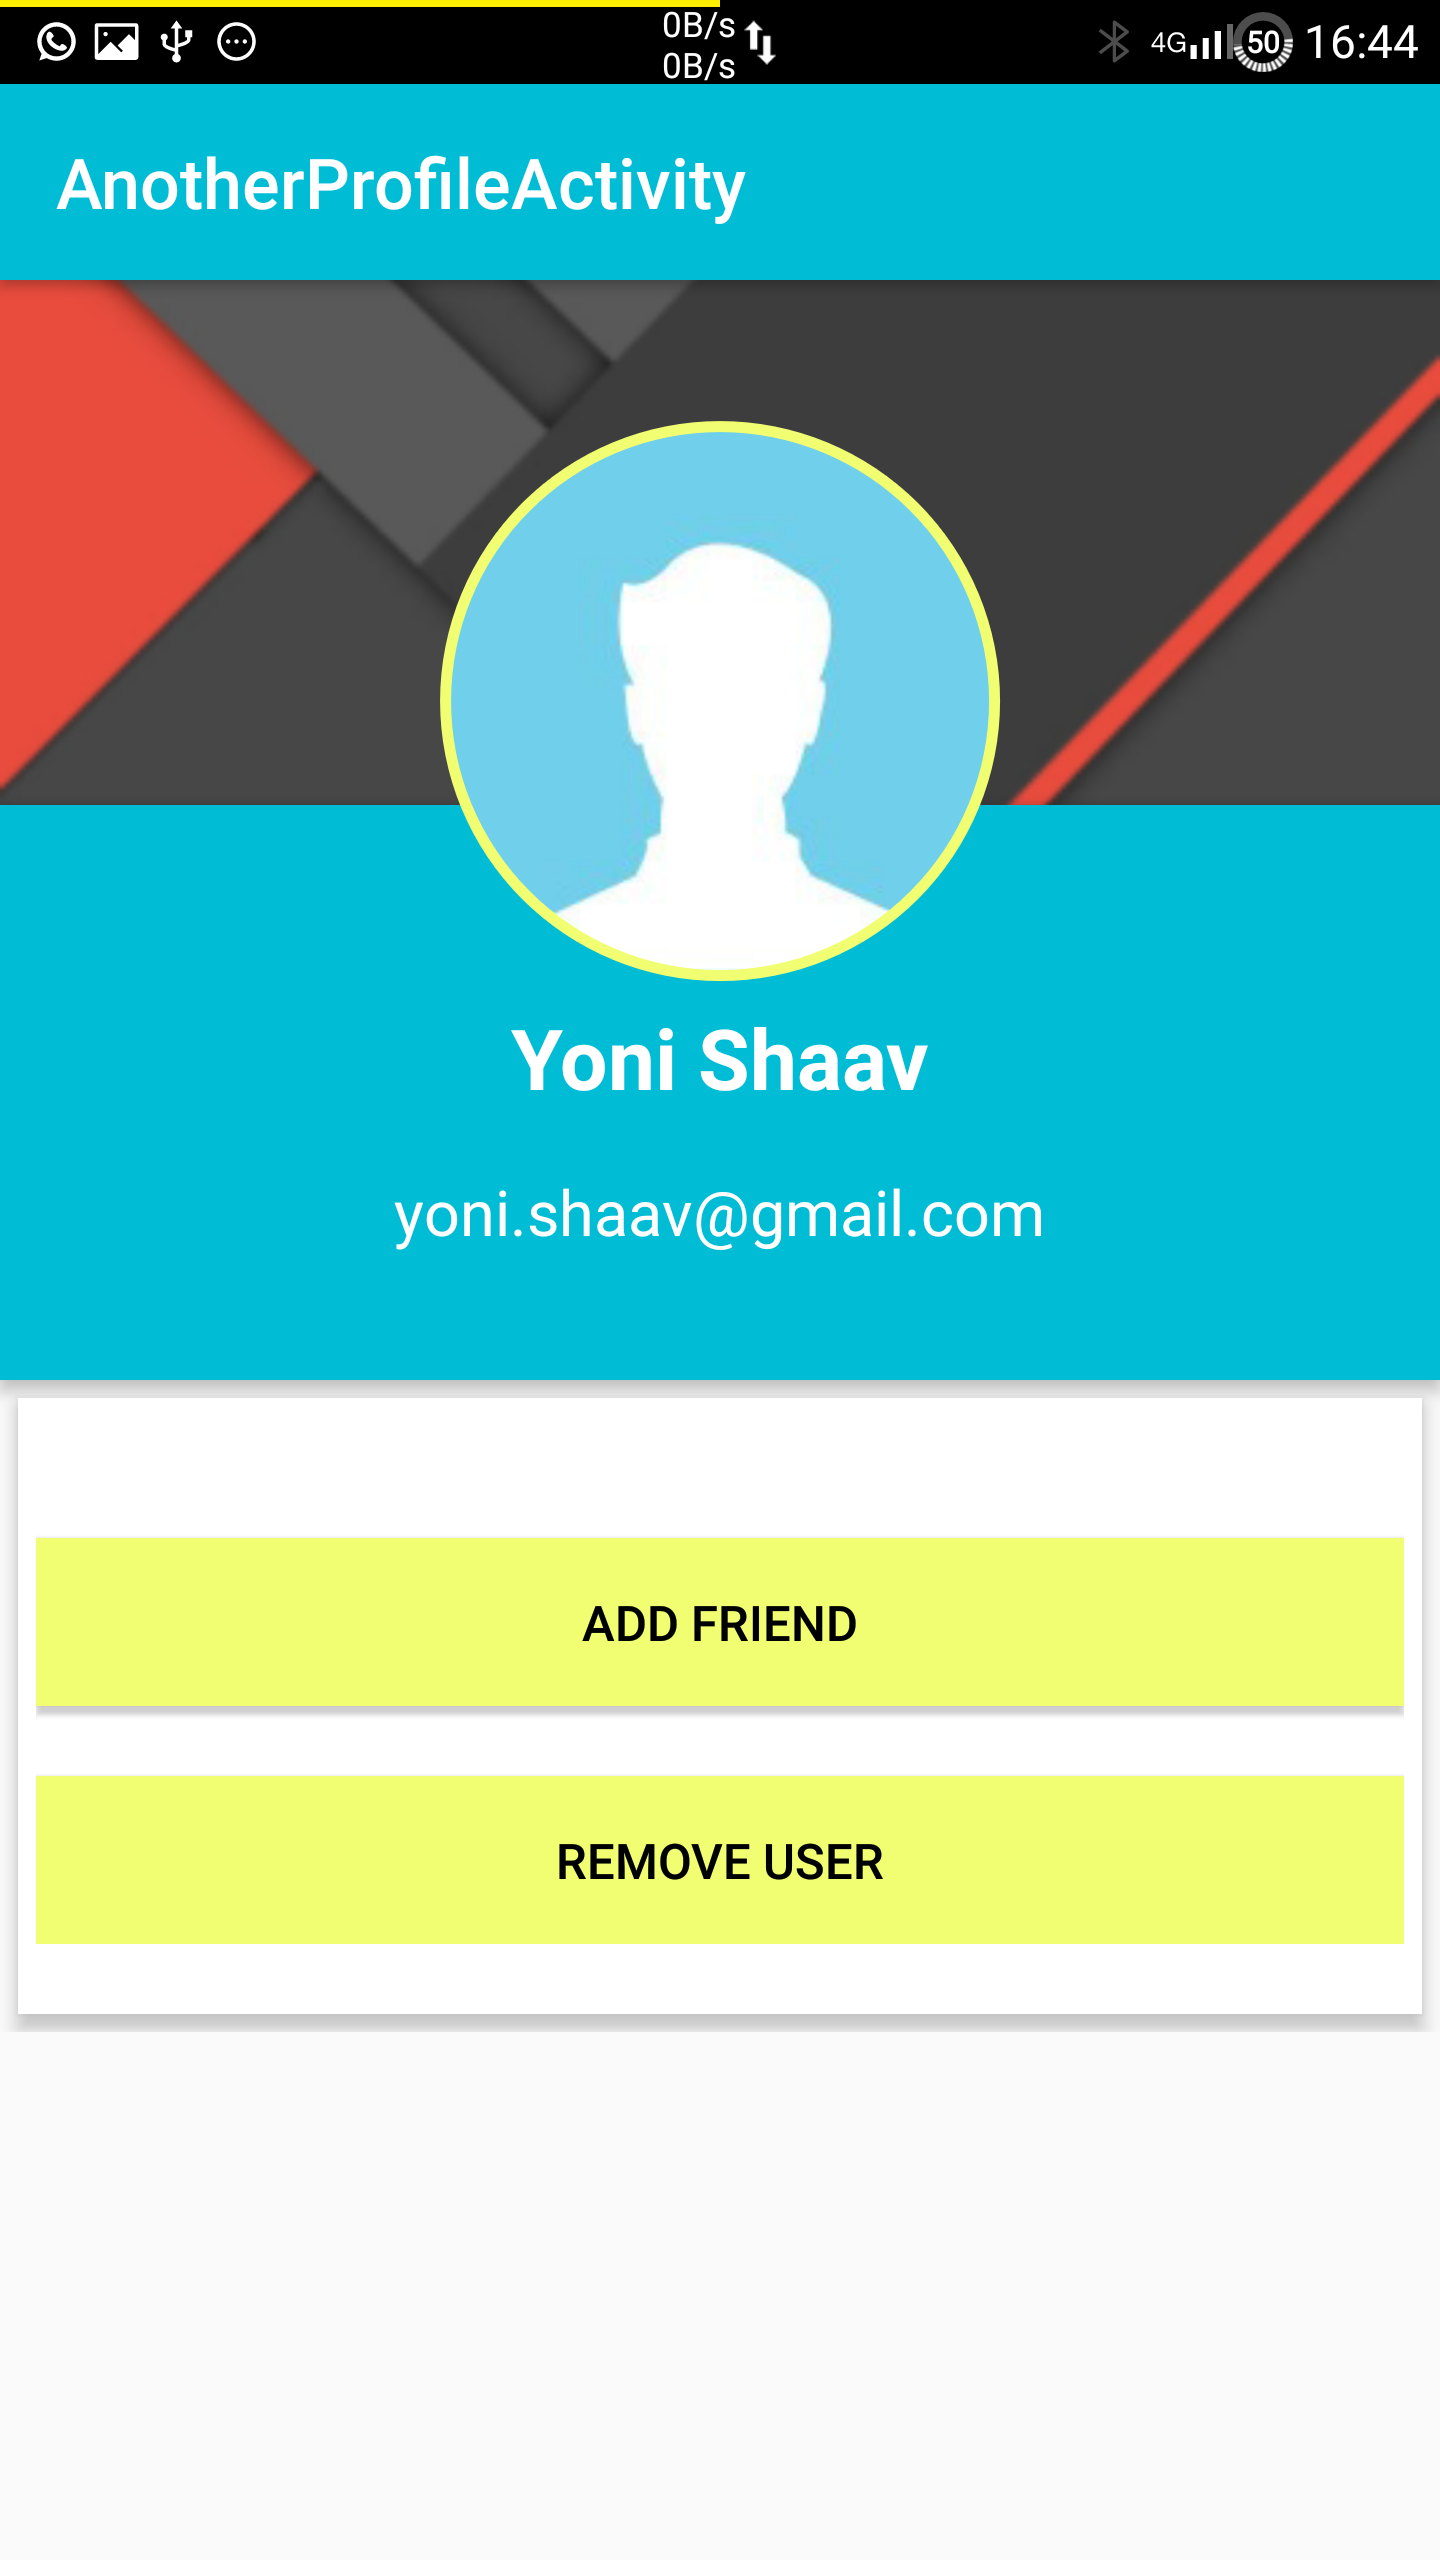 0B/s
0B/s
4G 50 16:44
AnotherProfileActivity
Yoni Shaav
yoni.shaav@gmail.com
ADD FRIEND
REMOVE USER